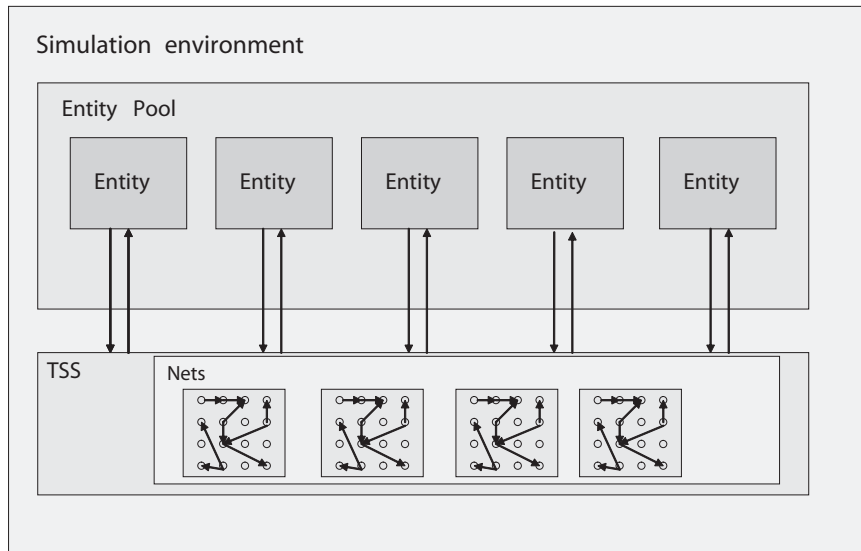 Simulation environment
Entity Pool
Entity
Entity
Entity
Entity
Entity
TSS
Nets